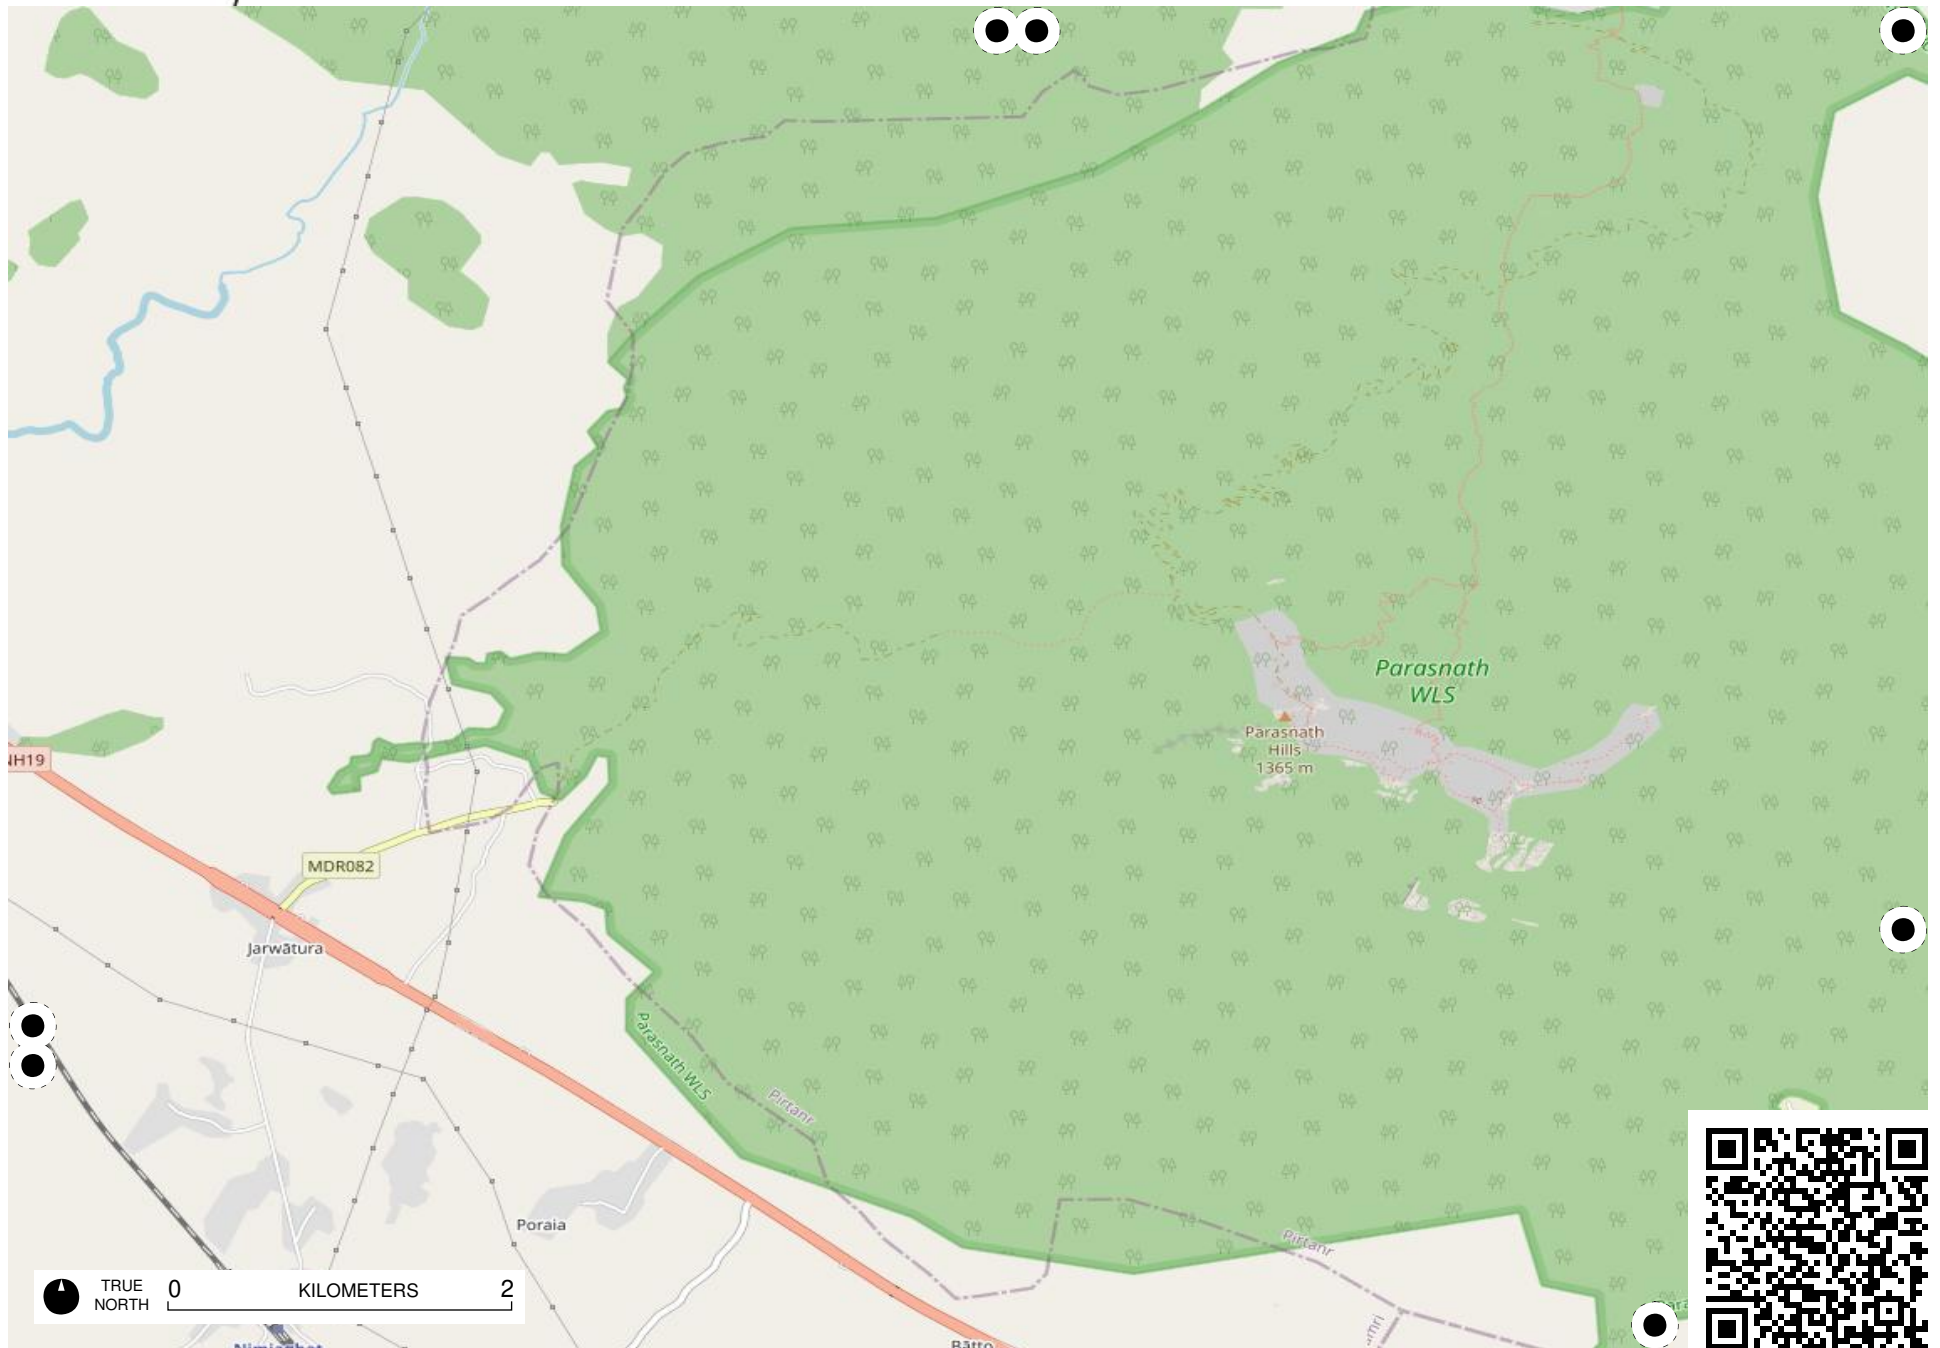 Parasnath
WLS
Parasnath
Hills
1365 m
NH19
MDR082
Jarwātura
Parasnath WLS
Pirtanr
Poraia
Pirtanr
TRUE
NORTH
0 KILOMETERS 2
Bātto